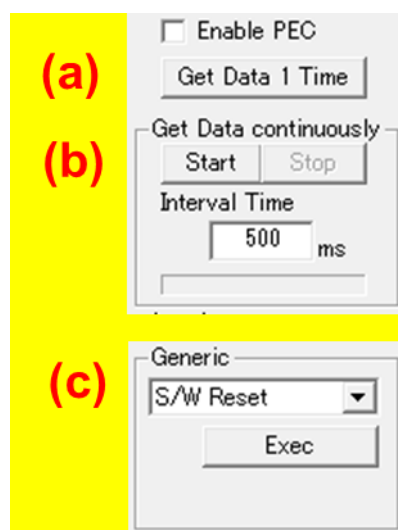 Enable PEC
(a)
Get Data 1 Time
Get Data continuously
(b)
Start Stop
Interval Time
500 ms
Generic
(c)
S/W Reset
Exec